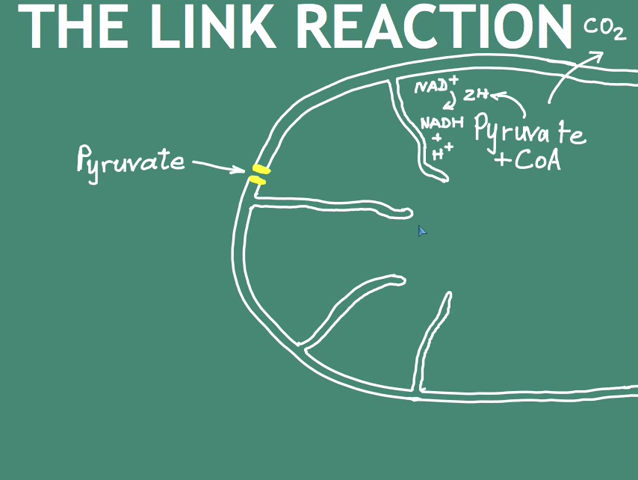 THE LINK REACTION
CO2
NAD+
2H
NADH
+
H+
Pyruvate
+ CoA
Pyruvate